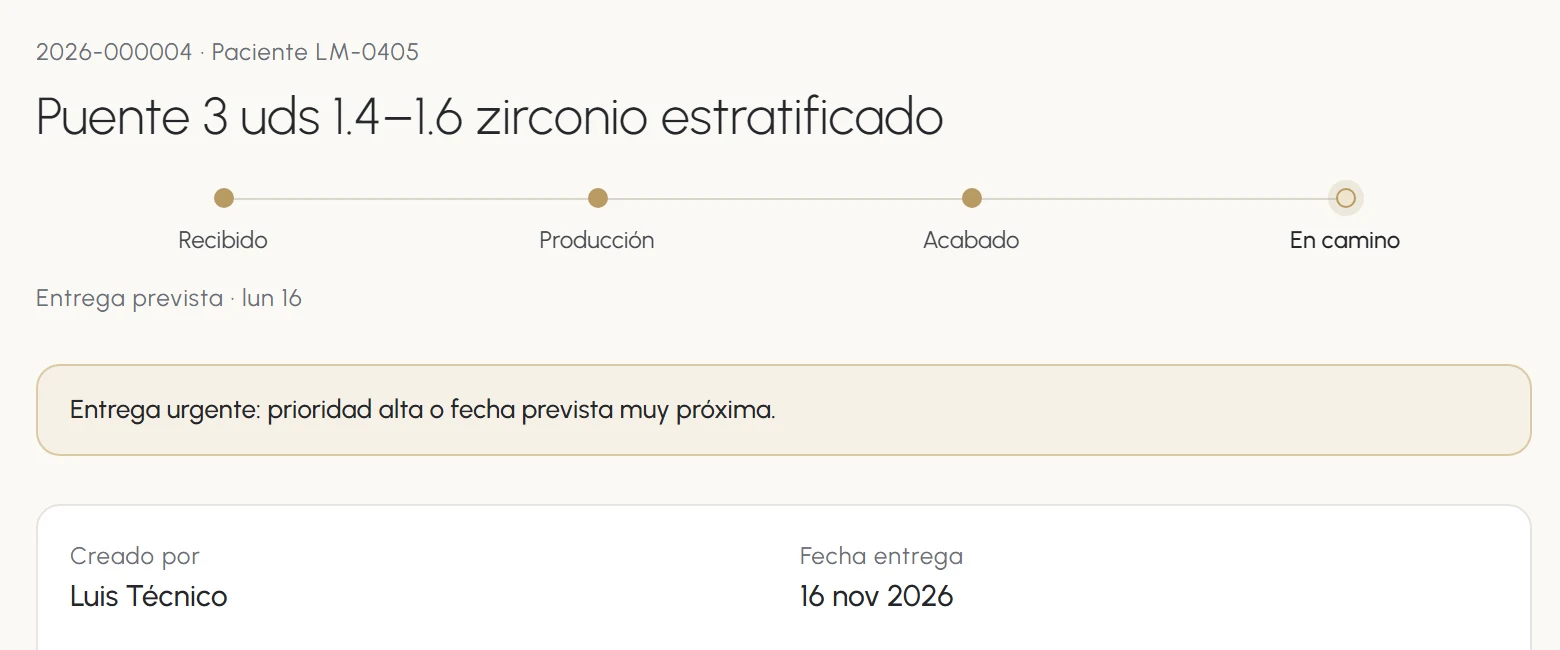 2026-000004 · Paciente LM-0405
Puente 3 uds 1.4–1.6 zirconio estratificado
Recibido
Producción
Acabado
En camino
Entrega prevista · lun 16
Entrega urgente: prioridad alta o fecha prevista muy próxima.
Creado por
Fecha entrega
Luis Técnico
16 nov 2026